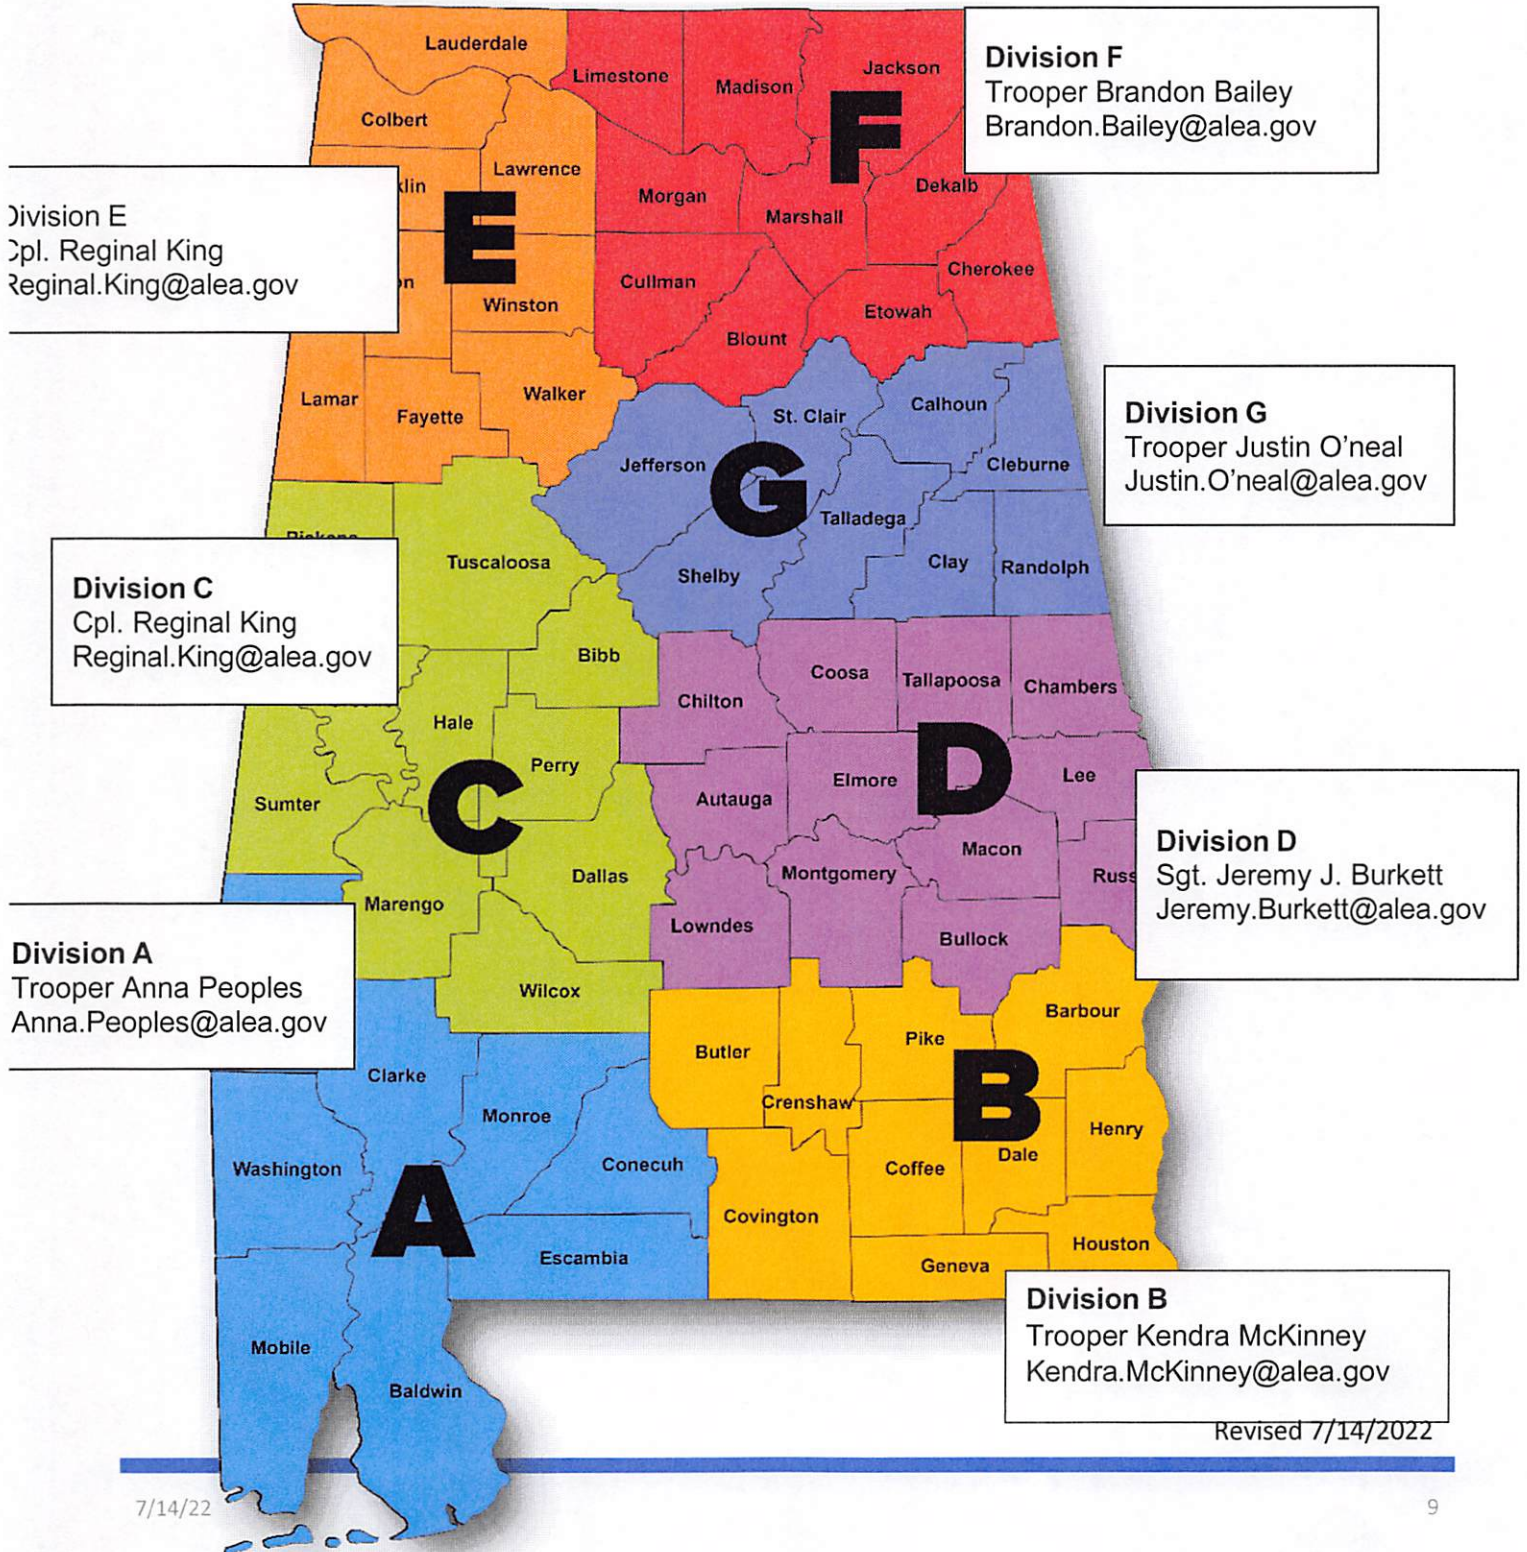 Lauderdale
Limestone
Madison
Jackson
Colbert
Lawrence
klin
Morgan
Marshall
Dekalb
F
E
on
Winston
Cullman
Blount
Etowah
Cherokee
Lamar
Fayette
Walker
Division F
Trooper Brandon Bailey
Brandon.Bailey@alea.gov
Division E
Cpl. Reginal King
Reginal.King@alea.gov
Jefferson
St. Clair
Calhoun
Cleburne
G
Talladega
Shelby
Clay
Randolph
Division G
Trooper Justin O'neal
Justin.O'neal@alea.gov
Tuscaloosa
Bibb
Hale
Perry
Sumter
C
Marengo
Dallas
Wilcox
Division C
Cpl. Reginal King
Reginal.King@alea.gov
Chilton
Coosa
Tallapoosa
Chambers
Autauga
Elmore
D
Lee
Montgomery
Macon
Russ
Lowndes
Bullock
Division D
Sgt. Jeremy J. Burkett
Jeremy.Burkett@alea.gov
Division A
Trooper Anna Peoples
Anna.Peoples@alea.gov
Clarke
Monroe
Washington
Conecuh
A
Escambia
Mobile
Baldwin
Butler
Crenshaw
Pike
Barbour
B
Henry
Coffee
Dale
Covington
Geneva
Houston
Division B
Trooper Kendra McKinney
Kendra.McKinney@alea.gov
Revised 7/14/2022
7/14/22
9